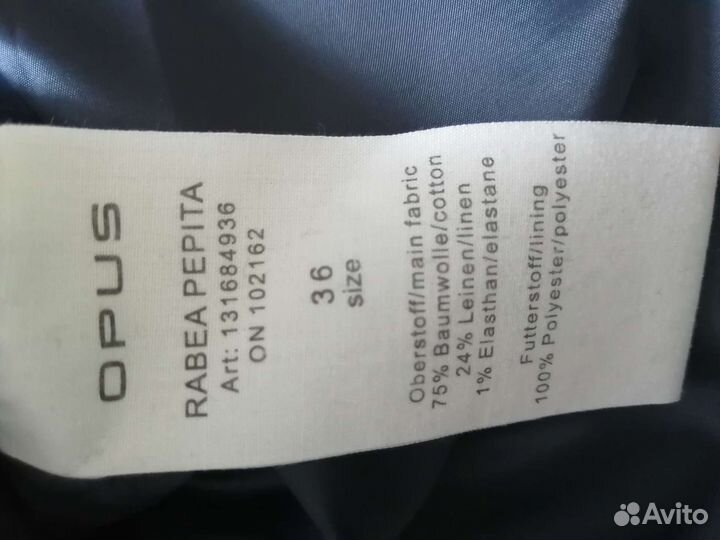 OPUS
RABEA PEPITA
Art: 131684936
ON 102162
36
size
Oberstoff/main fabric
75% Baumwolle/cotton
24% Leinen/linen
1% Elasthan/elastane
Futterstoff/lining
100% Polyester/polyester
Avito